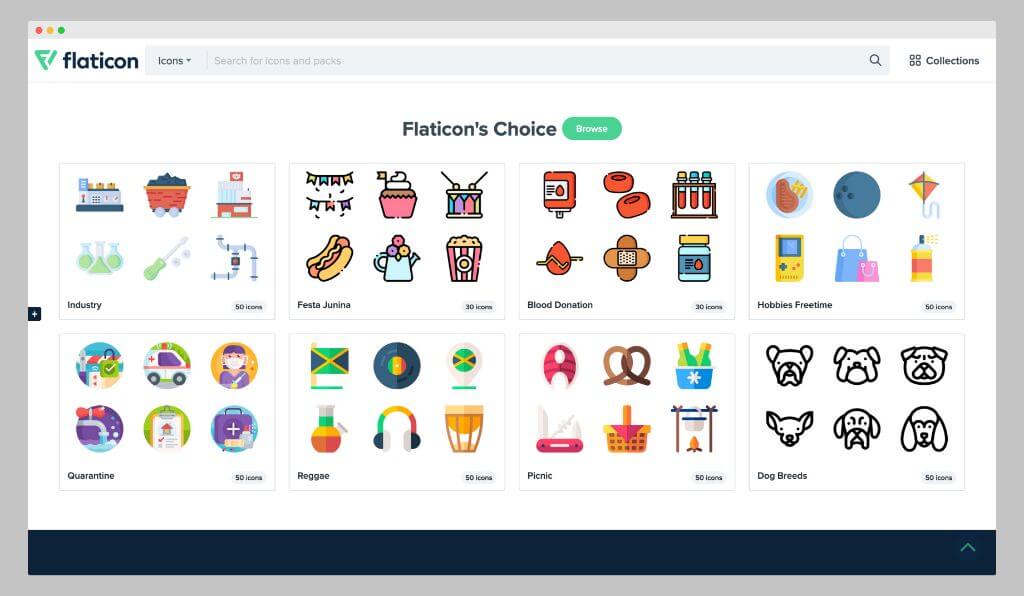 flaticon
Icons
Search for icons and packs
Collections
Flaticon's Choice
Browse
Industry
50 icons
Festa Junina
30 icons
Blood Donation
30 icons
Hobbies Freetime
50 icons
Quarantine
50 icons
Reggae
50 icons
Picnic
50 icons
Dog Breeds
50 icons